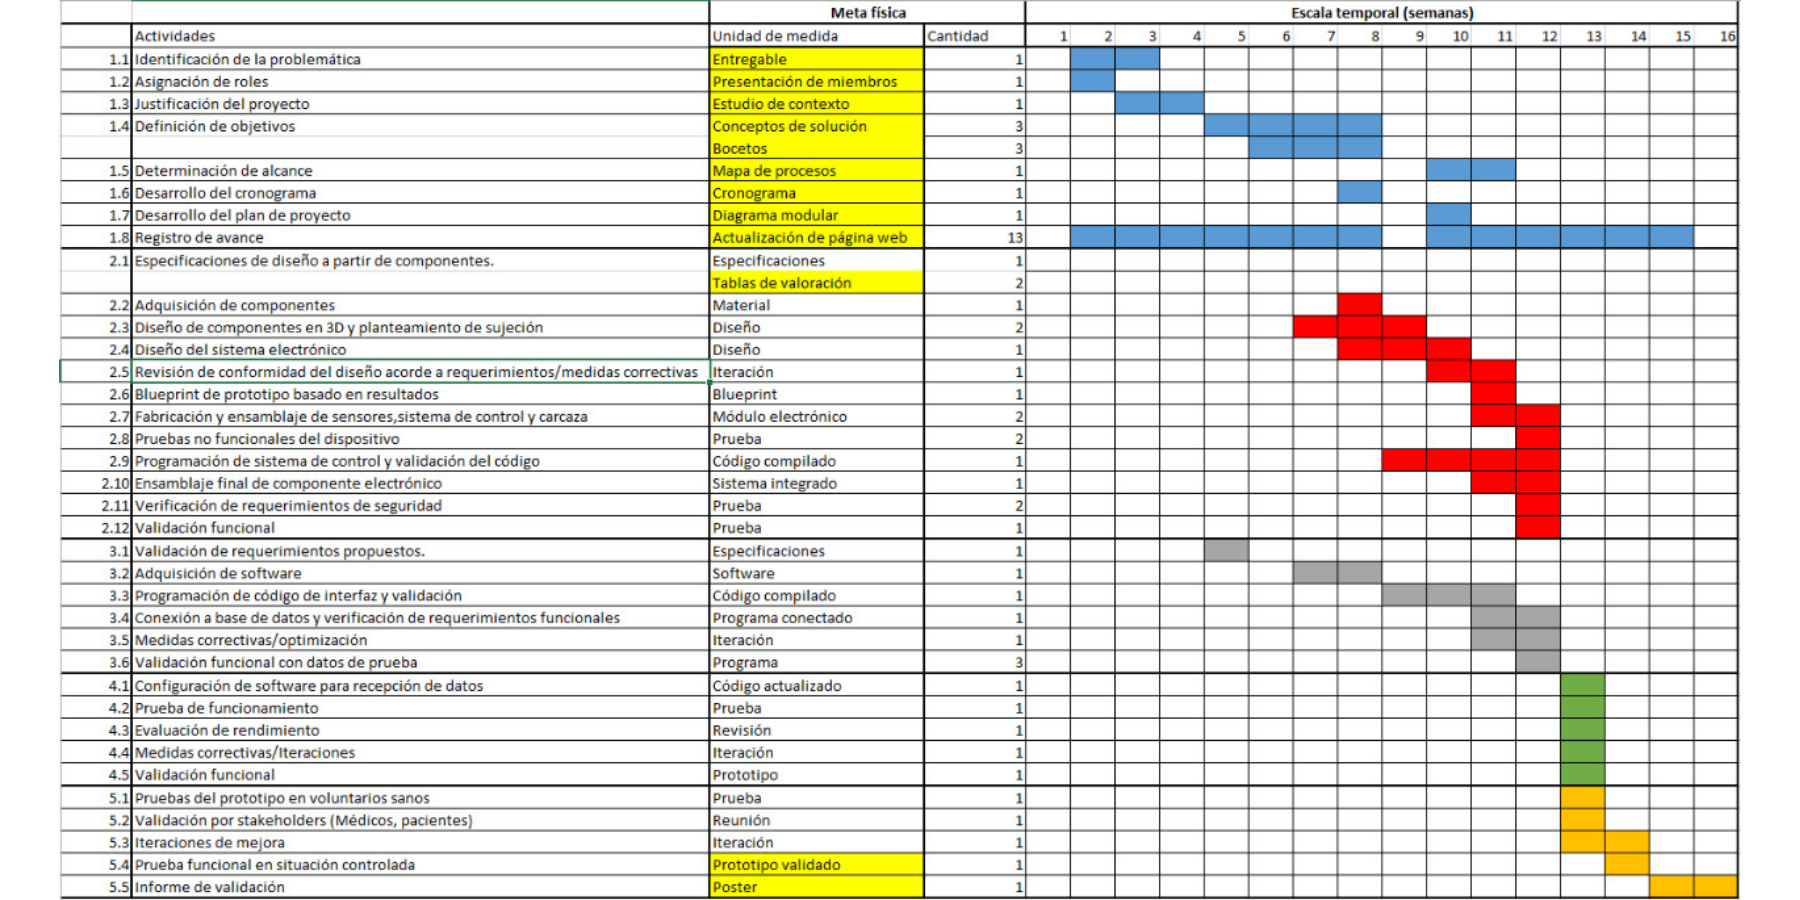 Meta física Escala temporal (semanas)
Actividades Unidad de medida Cantidad 1 2 3 4 5 6 7 8 9 10 11 12 13 14 15 16
1.1 Identificación de la problemática Entregable 1
1.2 Asignación de roles Presentación de miembros 1
1.3 Justificación del proyecto Estudio de contexto 1
1.4 Definición de objetivos Conceptos de solución 3
Bocetos 3
1.5 Determinación de alcance Mapa de procesos 1
1.6 Desarrollo del cronograma Cronograma 1
1.7 Desarrollo del plan de proyecto Diagrama modular 1
1.8 Registro de avance Actualización de página web 13
2.1 Especificaciones de diseño a partir de componentes. Especificaciones 1
Tablas de valoración 2
2.2 Adquisición de componentes Material 1
2.3 Diseño de componentes en 3D y planteamiento de sujeción Diseño 2
2.4 Diseño del sistema electrónico Diseño 1
2.5 Revisión de conformidad del diseño acorde a requerimientos/medidas correctivas Iteración 1
2.6 Blueprint de prototipo basado en resultados Blueprint 1
2.7 Fabricación y ensamblaje de sensores,sistema de control y carcaza Módulo electrónico 2
2.8 Pruebas no funcionales del dispositivo Prueba 2
2.9 Programación de sistema de control y validación del código Código compilado 1
2.10 Ensamblaje final de componente electrónico Sistema integrado 1
2.11 Verificación de requerimientos de seguridad Prueba 2
2.12 Validación funcional Prueba 1
3.1 Validación de requerimientos propuestos. Especificaciones 1
3.2 Adquisición de software Software 1
3.3 Programación de código de interfaz y validación Código compilado 1
3.4 Conexión a base de datos y verificación de requerimientos funcionales Programa conectado 1
3.5 Medidas correctivas/optimización Iteración 1
3.6 Validación funcional con datos de prueba Programa 3
4.1 Configuración de software para recepción de datos Código actualizado 1
4.2 Prueba de funcionamiento Prueba 1
4.3 Evaluación de rendimiento Revisión 1
4.4 Medidas correctivas/Iteraciones Iteración 1
4.5 Validación funcional Prototipo 1
5.1 Pruebas del prototipo en voluntarios sanos Prueba 1
5.2 Validación por stakeholders (Médicos, pacientes) Reunión 1
5.3 Iteraciones de mejora Iteración 1
5.4 Prueba funcional en situación controlada Prototipo validado 1
5.5 Informe de validación Poster 1